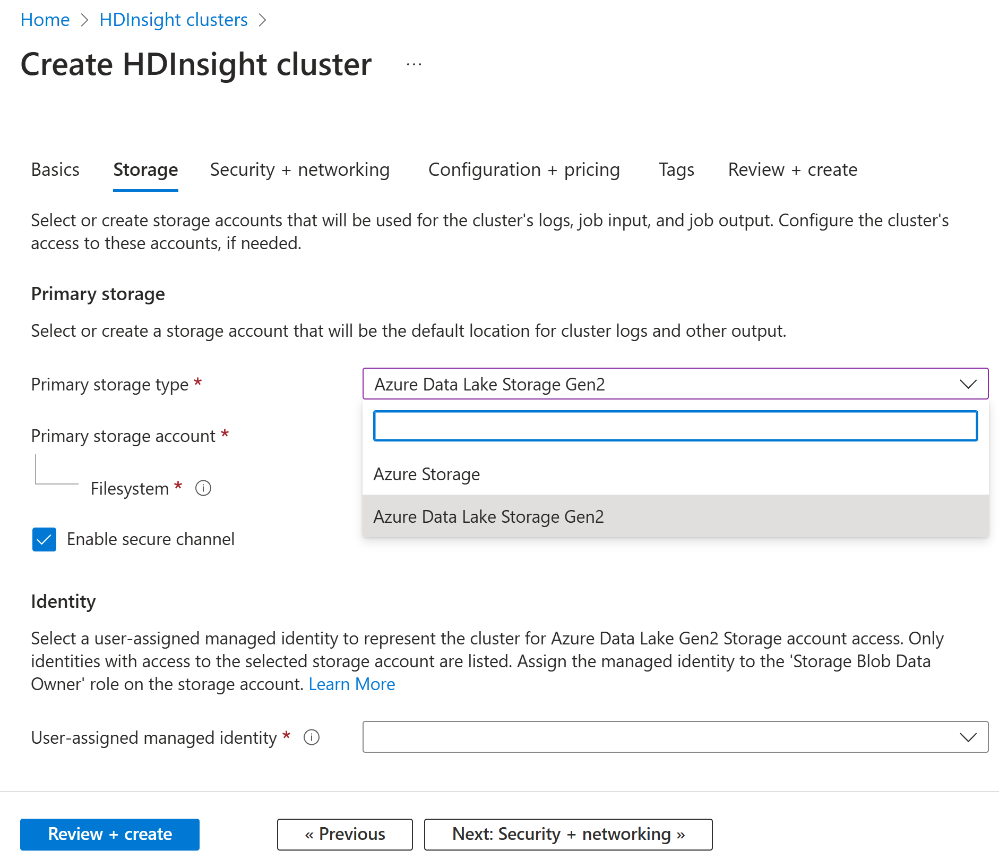 Home > HDInsight clusters >
Create HDInsight cluster ...
Basics Storage Security + networking Configuration + pricing Tags Review + create
Select or create storage accounts that will be used for the cluster's logs, job input, and job output. Configure the cluster's
access to these accounts, if needed.
Primary storage
Select or create a storage account that will be the default location for cluster logs and other output.
Primary storage type * Azure Data Lake Storage Gen2
Primary storage account *
Azure Storage
Filesystem *
Azure Data Lake Storage Gen2
Enable secure channel
Identity
Select a user-assigned managed identity to represent the cluster for Azure Data Lake Gen2 Storage account access. Only
identities with access to the selected storage account are listed. Assign the managed identity to the 'Storage Blob Data
Owner' role on the storage account. Learn More
User-assigned managed identity *
Review + create « Previous Next: Security + networking »